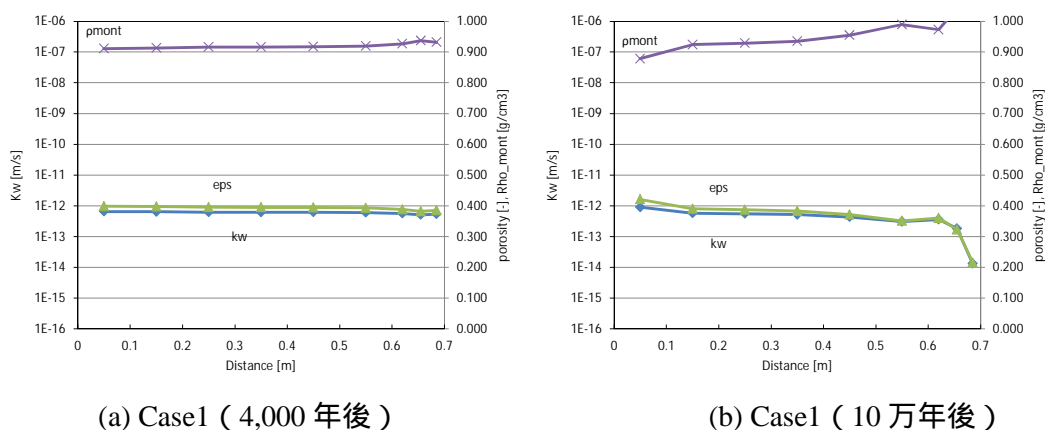 1E-06
1E-07
1E-08
1E-09
1E-10
1E-11
1E-12
1E-13
1E-14
1E-15
1E-16
Kw [m/s]
ρmont
eps
kw
1.000
0.900
0.800
0.700
0.600
0.500
0.400
0.300
0.200
0.100
0.000
porosity [-], Rho_mont [g/cm3]
0 0.1 0.2 0.3 0.4 0.5 0.6 0.7
Distance [m]
(a) Case1（4,000 年後）
1E-06
1E-07
1E-08
1E-09
1E-10
1E-11
1E-12
1E-13
1E-14
1E-15
1E-16
Kw [m/s]
ρmont
eps
kw
1.000
0.900
0.800
0.700
0.600
0.500
0.400
0.300
0.200
0.100
0.000
porosity [-], Rho_mont [g/cm3]
0 0.1 0.2 0.3 0.4 0.5 0.6 0.7
Distance [m]
(b) Case1（10 万年後）